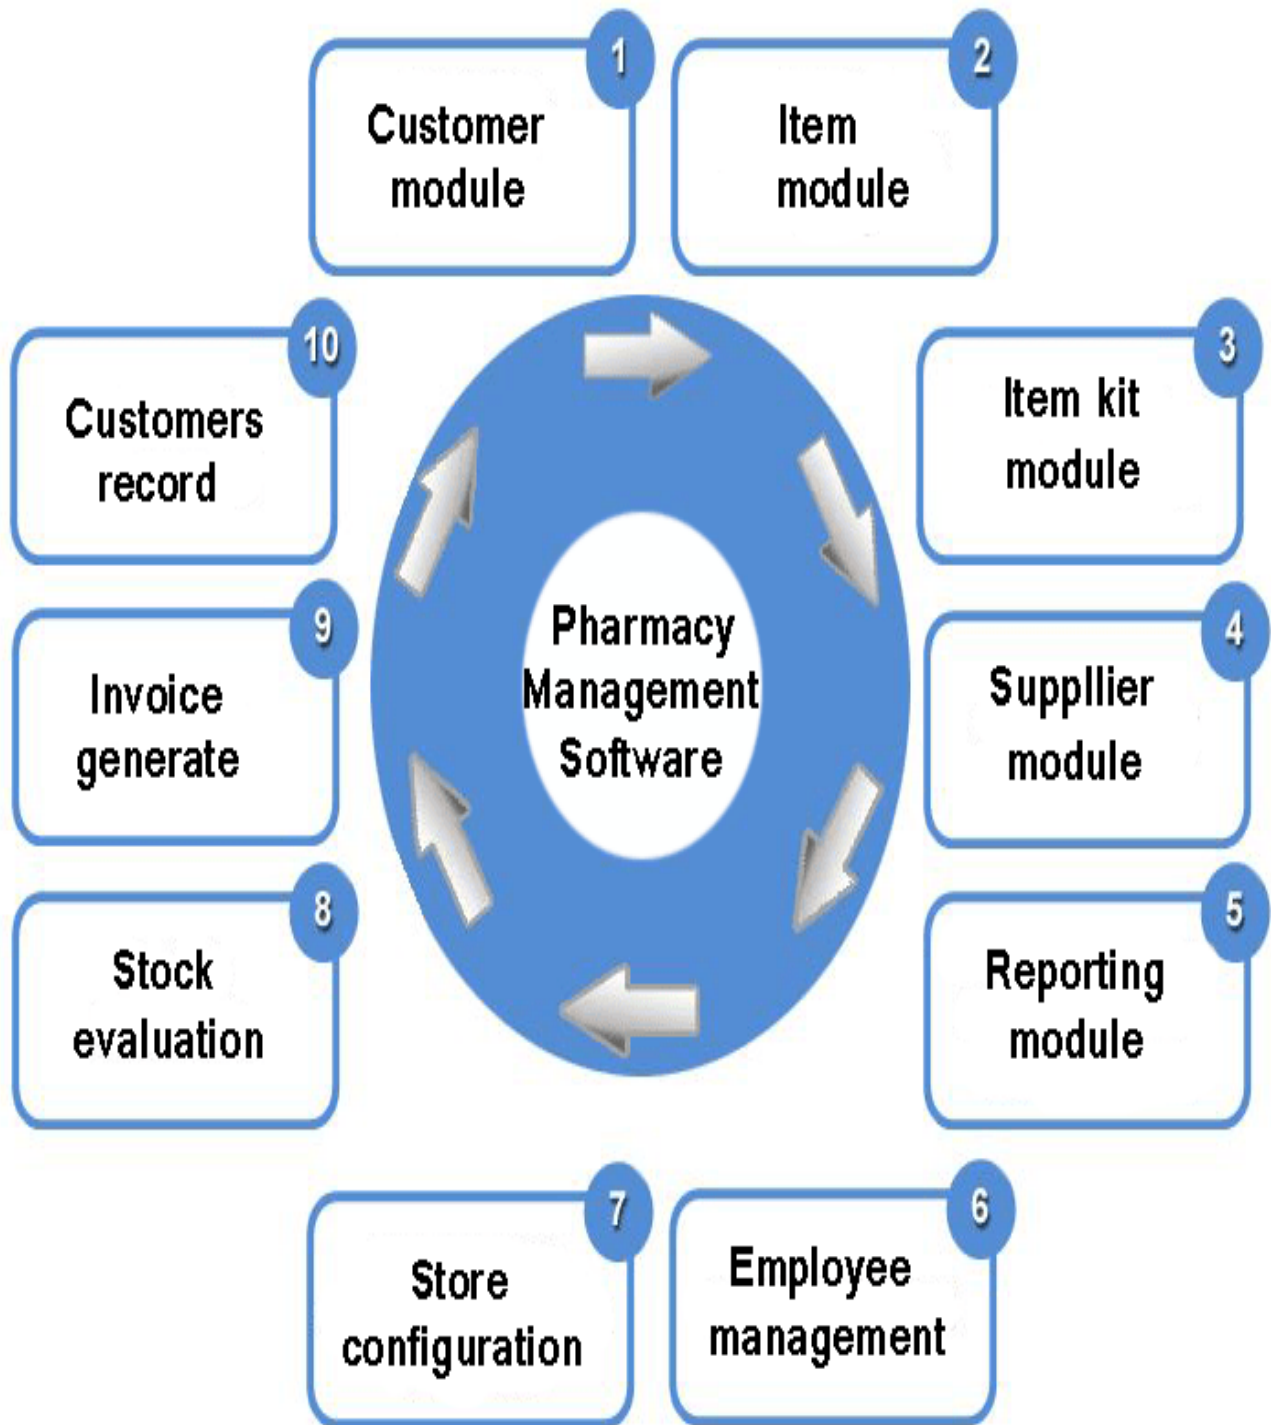 1
Customer
module
2
Item
module
3
Item kit
module
4
Suppllier
module
5
Reporting
module
6
Employee
management
7
Store
configuration
8
Stock
evaluation
9
Invoice
generate
10
Customers
record
Pharmacy
Management
Software